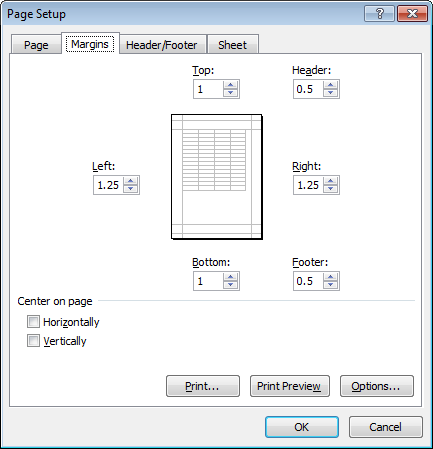 Page Setup
Page Margins Header/Footer Sheet
Top: Header:
1 0.5
Left: Right:
1.25 1.25
Bottom: Footer:
1 0.5
Center on page
Horizontally
Vertically
Print... Print Preview Options...
OK Cancel